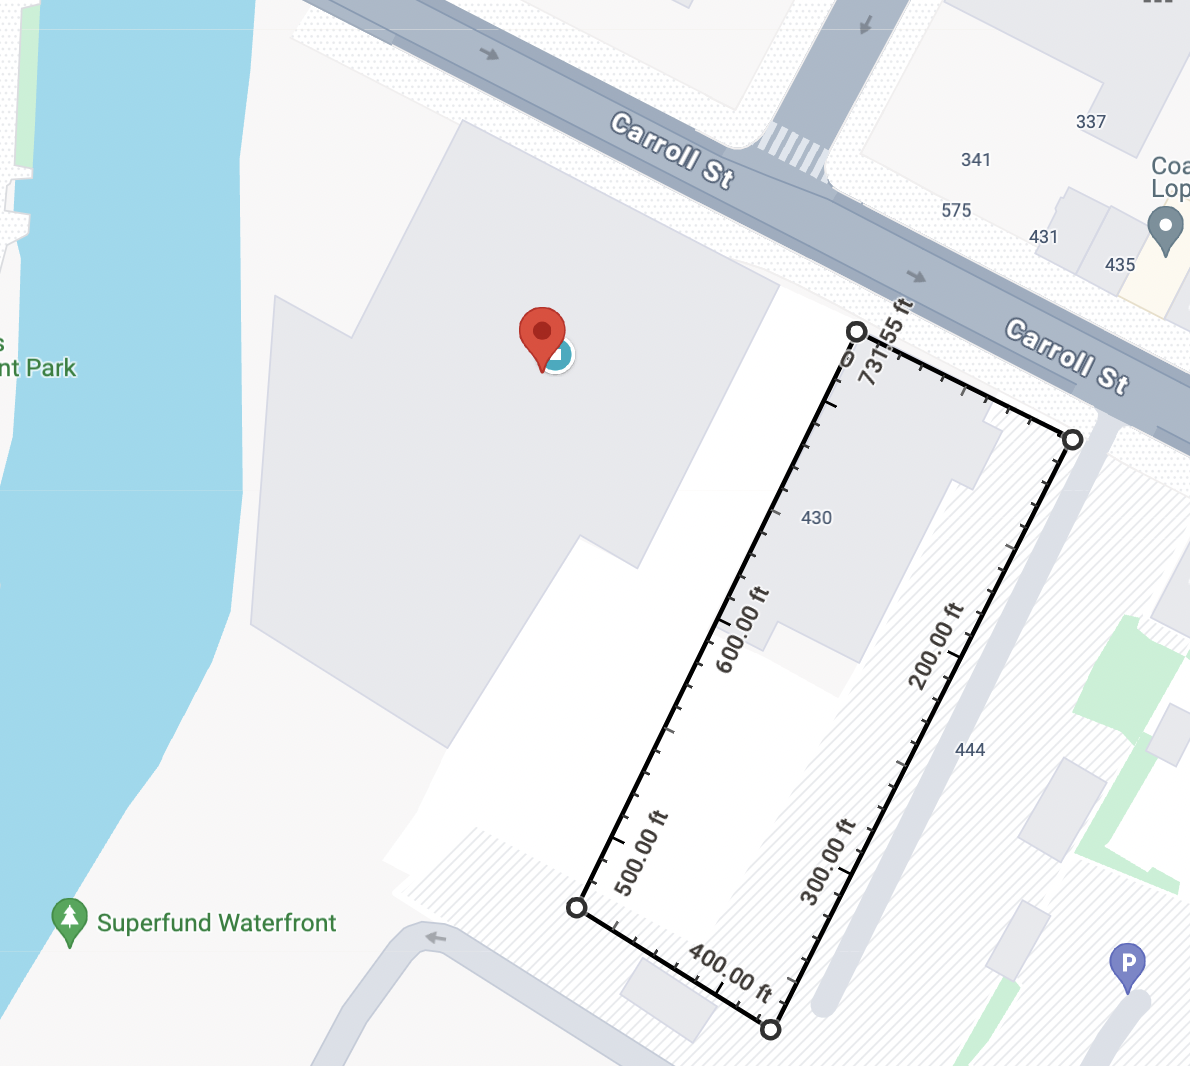 Carroll St
337
341
Coa
Lop
575
431
435
s
nt Park
Carroll St
0
731.55 ft
430
600.00 ft
200.00 ft
444
500.00 ft
300.00 ft
Superfund Waterfront
400.00 ft
P